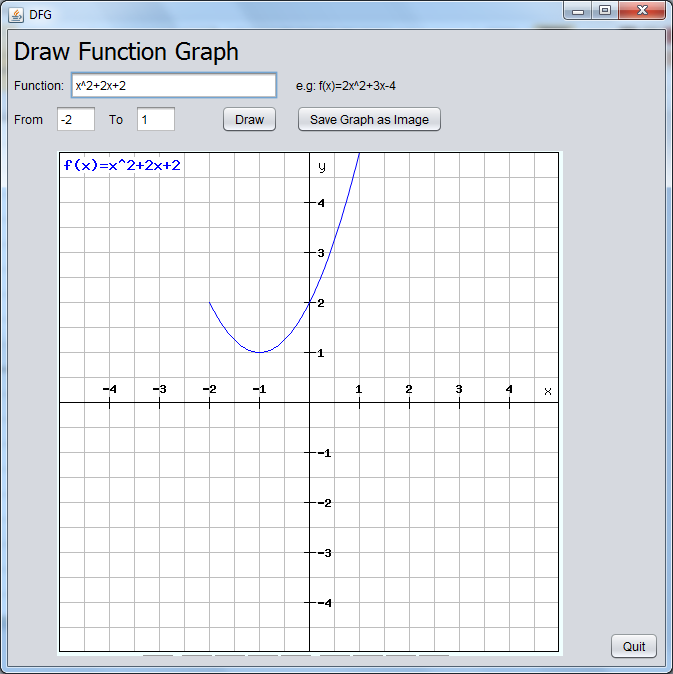 DFG
Draw Function Graph
Function: x^2+2x+2 e.g: f(x)=2x^2+3x-4
From -2 To 1 Draw Save Graph as Image
f(x)=x^2+2x+2 y
4
3
2
1
-4 -3 -2 -1 1 2 3 4 x
-1
-2
-3
-4
Quit